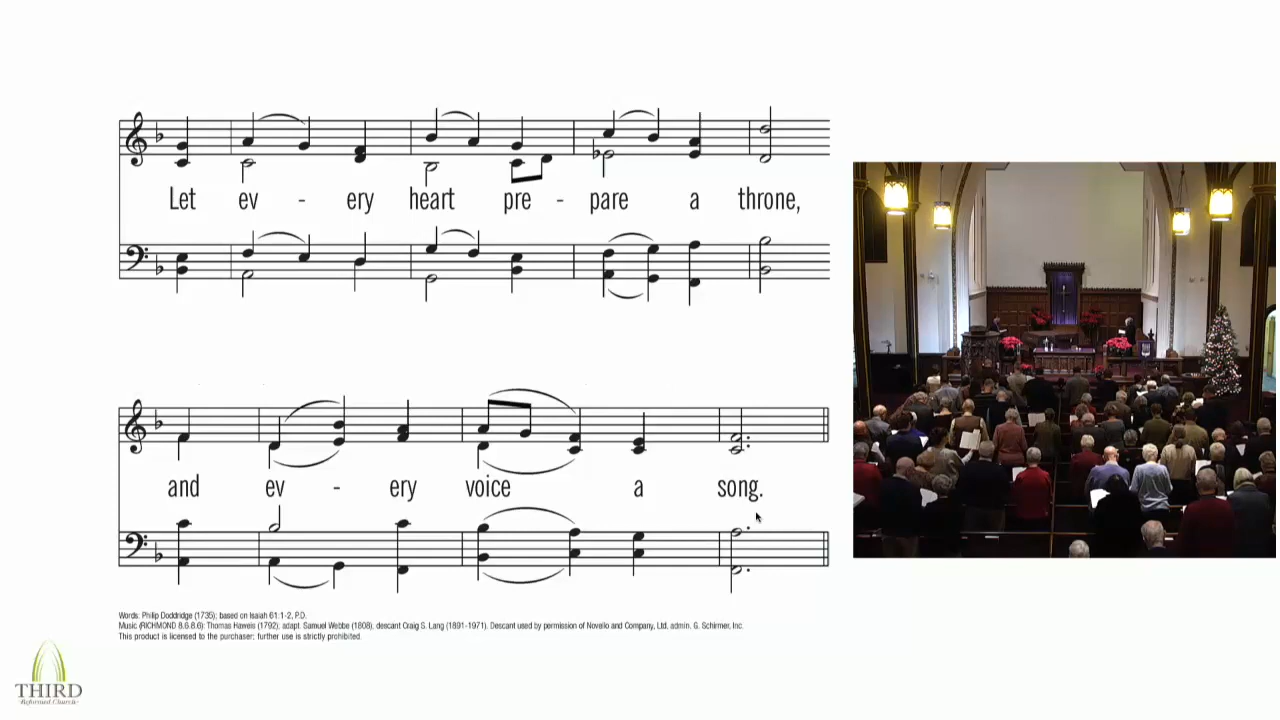 Let ev - ery heart pre - pare a throne,
and ev - ery voice a song.
Words: Philip Doddridge (1735); based on Isaiah 61:1-2, P.D.
Music (RICHMOND 8.6.8.6): Thomas Haweis (1792); adapt. Samuel Webbe (1808); descant Craig S. Lang (1891-1971). Descant used by permission of Novello and Company, Ltd, admin. G. Schirmer, Inc.
This product is licensed to the purchaser; further use is strictly prohibited.
THIRD
Reformed Church